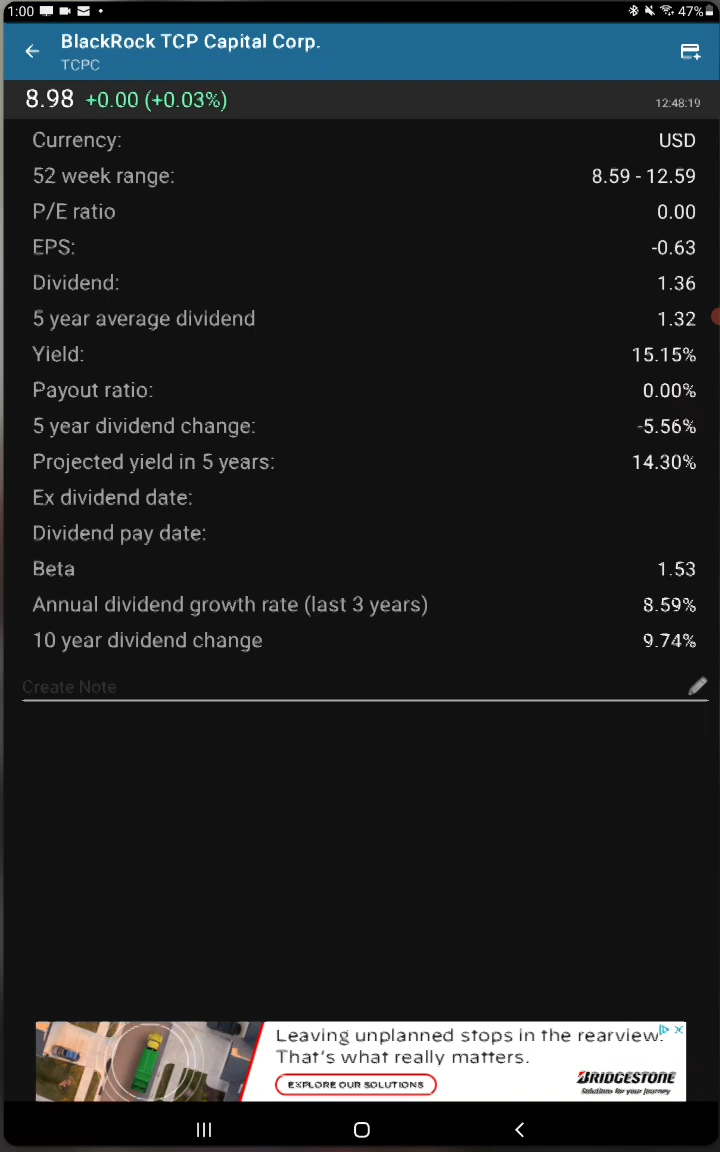 1:00
47%
BlackRock TCP Capital Corp.
TCPC
8.98 +0.00 (+0.03%) 12:48:19
Currency: USD
52 week range: 8.59 - 12.59
P/E ratio 0.00
EPS: -0.63
Dividend: 1.36
5 year average dividend 1.32
Yield: 15.15%
Payout ratio: 0.00%
5 year dividend change: -5.56%
Projected yield in 5 years: 14.30%
Ex dividend date:
Dividend pay date:
Beta 1.53
Annual dividend growth rate (last 3 years) 8.59%
10 year dividend change 9.74%
Create Note
Leaving unplanned stops in the rearview.
That's what really matters.
EXPLORE OUR SOLUTIONS
BRIDGESTONE
Solutions for your journey